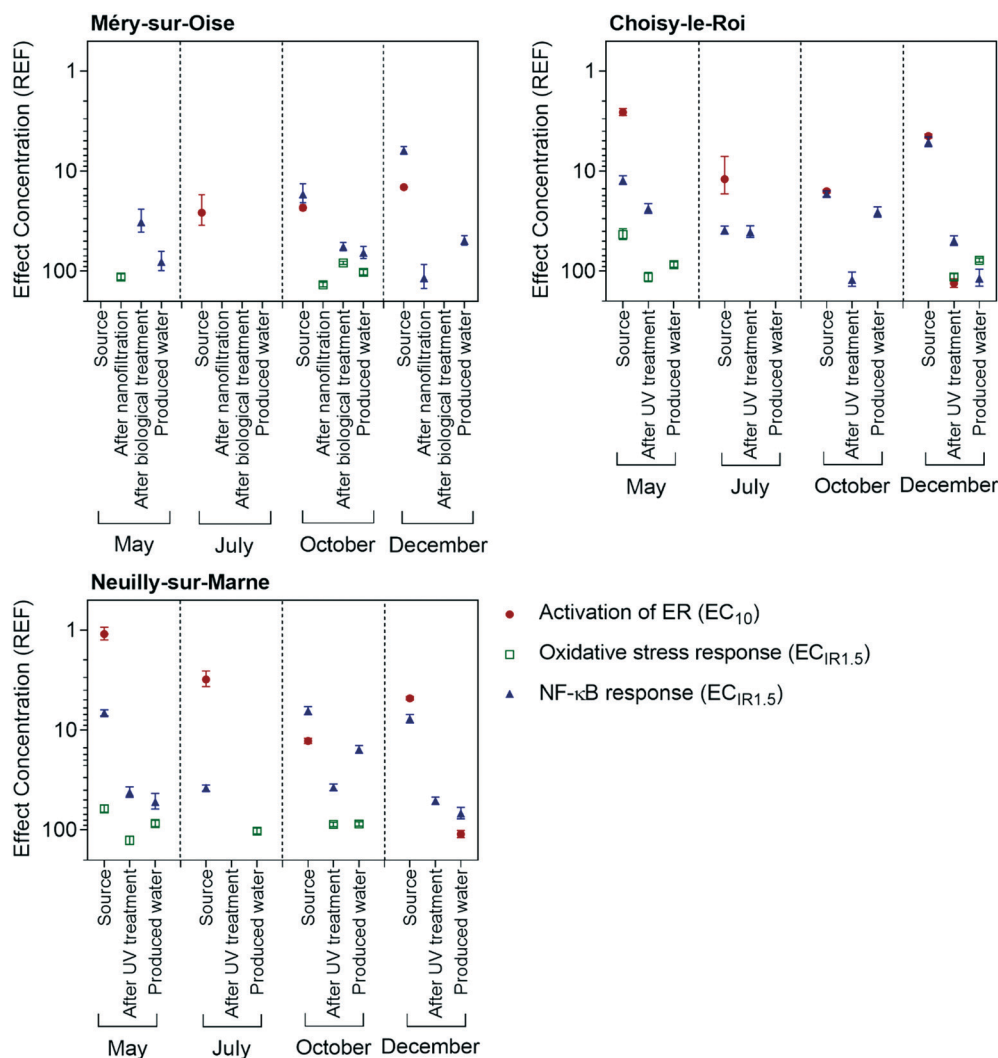 Méry-sur-Oise
Effect Concentration (REF)
1
10
100
Source
After nanofiltration
After biological treatment
Produced water
Source
After nanofiltration
After biological treatment
Produced water
Source
After nanofiltration
After biological treatment
Produced water
Source
After nanofiltration
After biological treatment
Produced water
May
July
October
December
Choisy-le-Roi
Effect Concentration (REF)
1
10
100
Source
After UV treatment
Produced water
Source
After UV treatment
Produced water
Source
After UV treatment
Produced water
Source
After UV treatment
Produced water
May
July
October
December
Neuilly-sur-Marne
Effect Concentration (REF)
1
10
100
Source
After UV treatment
Produced water
Source
After UV treatment
Produced water
Source
After UV treatment
Produced water
Source
After UV treatment
Produced water
May
July
October
December
Activation of ER (EC10)
Oxidative stress response (ECIR1.5)
NF-κB response (ECIR1.5)